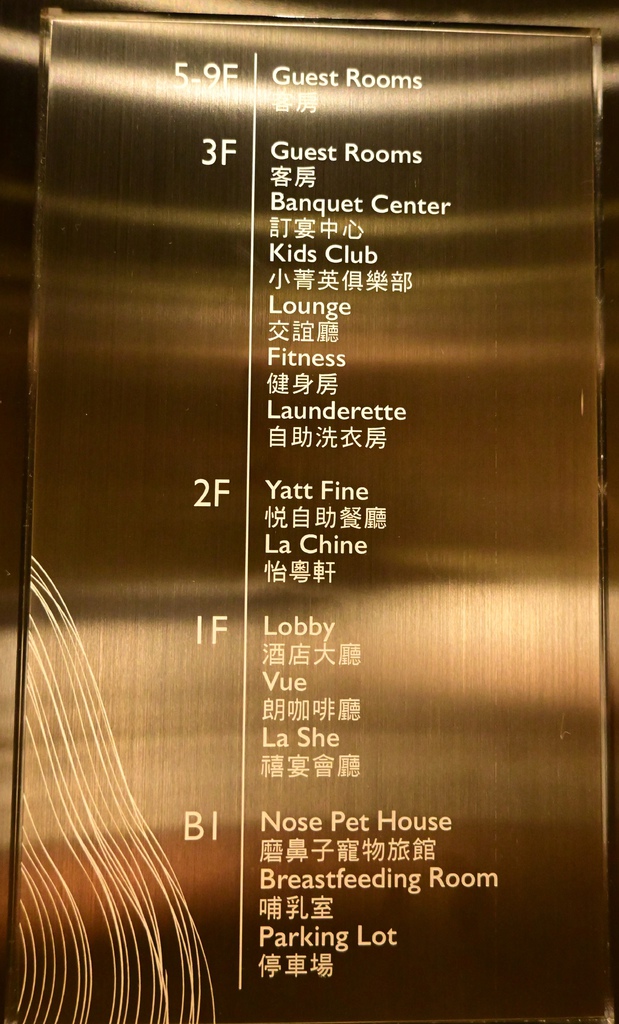 5-9F Guest Rooms
客房
3F Guest Rooms
客房
Banquet Center
訂宴中心
Kids Club
小菁英俱樂部
Lounge
交誼廳
Fitness
健身房
Launderette
自助洗衣房
2F Yatt Fine
悦自助餐廳
La Chine
怡粵軒
1F Lobby
酒店大廳
Vue
朗咖啡廳
La She
禧宴會廳
B1 Nose Pet House
磨鼻子寵物旅館
Breastfeeding Room
哺乳室
Parking Lot
停車場